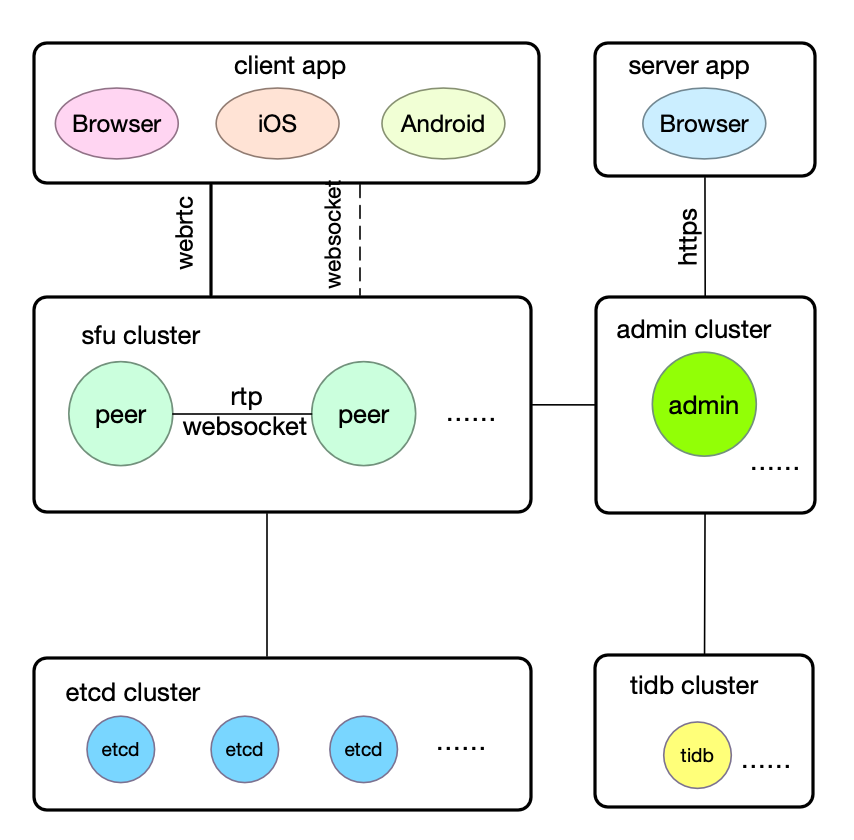 client app
Browser
iOS
Android
server app
Browser
webrtc
websocket
https
sfu cluster
peer
rtp
websocket
peer
......
admin cluster
admin
......
etcd cluster
etcd
etcd
etcd
......
tidb cluster
tidb
......